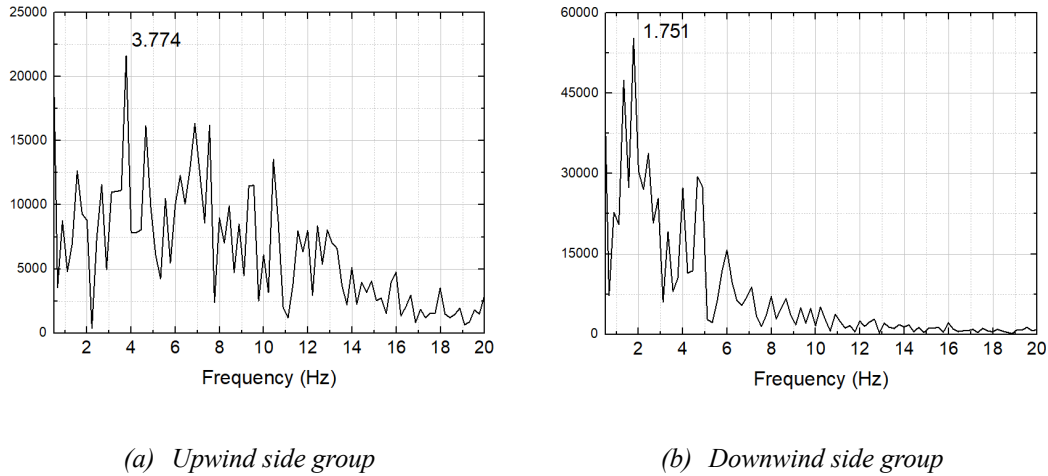 25000
3.774
20000
15000
10000
5000
0
2 4 6 8 10 12 14 16 18 20
Frequency (Hz)
(a) Upwind side group
60000
1.751
45000
30000
15000
0
2 4 6 8 10 12 14 16 18 20
Frequency (Hz)
(b) Downwind side group